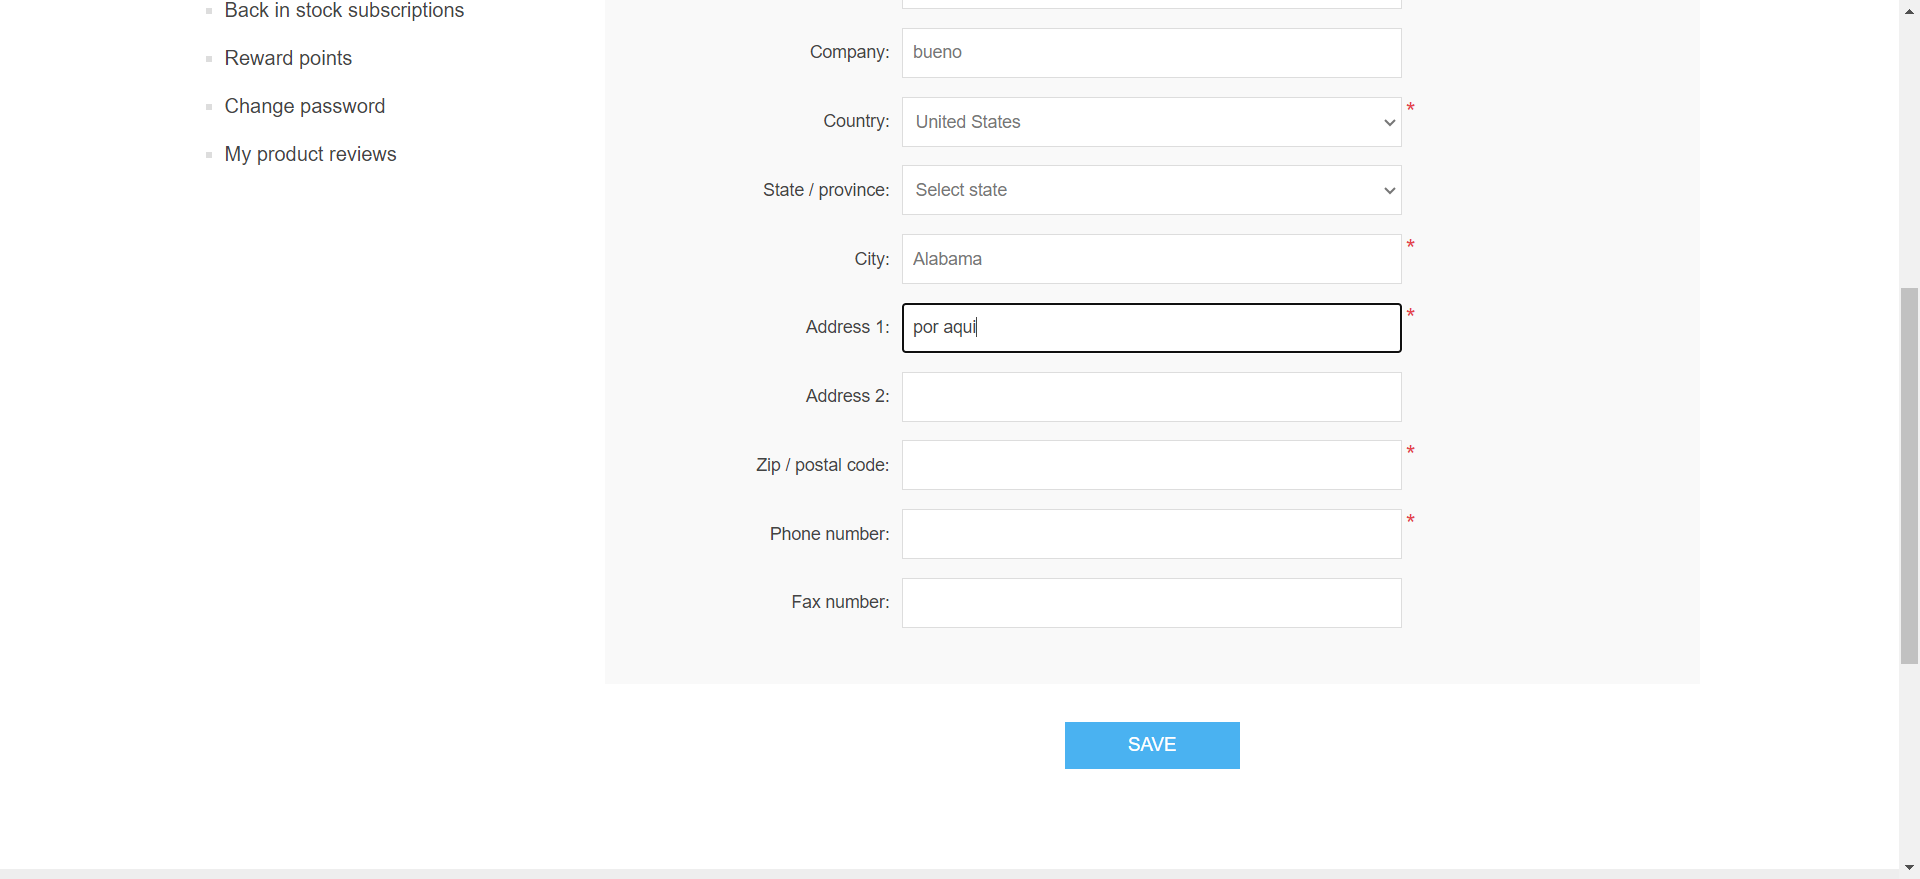 Back in stock subscriptions
Reward points
Change password
My product reviews
Company: bueno
Country: United States *
State / province: Select state
City: Alabama *
Address 1: por aqui *
Address 2:
Zip / postal code: *
Phone number: *
Fax number:
SAVE